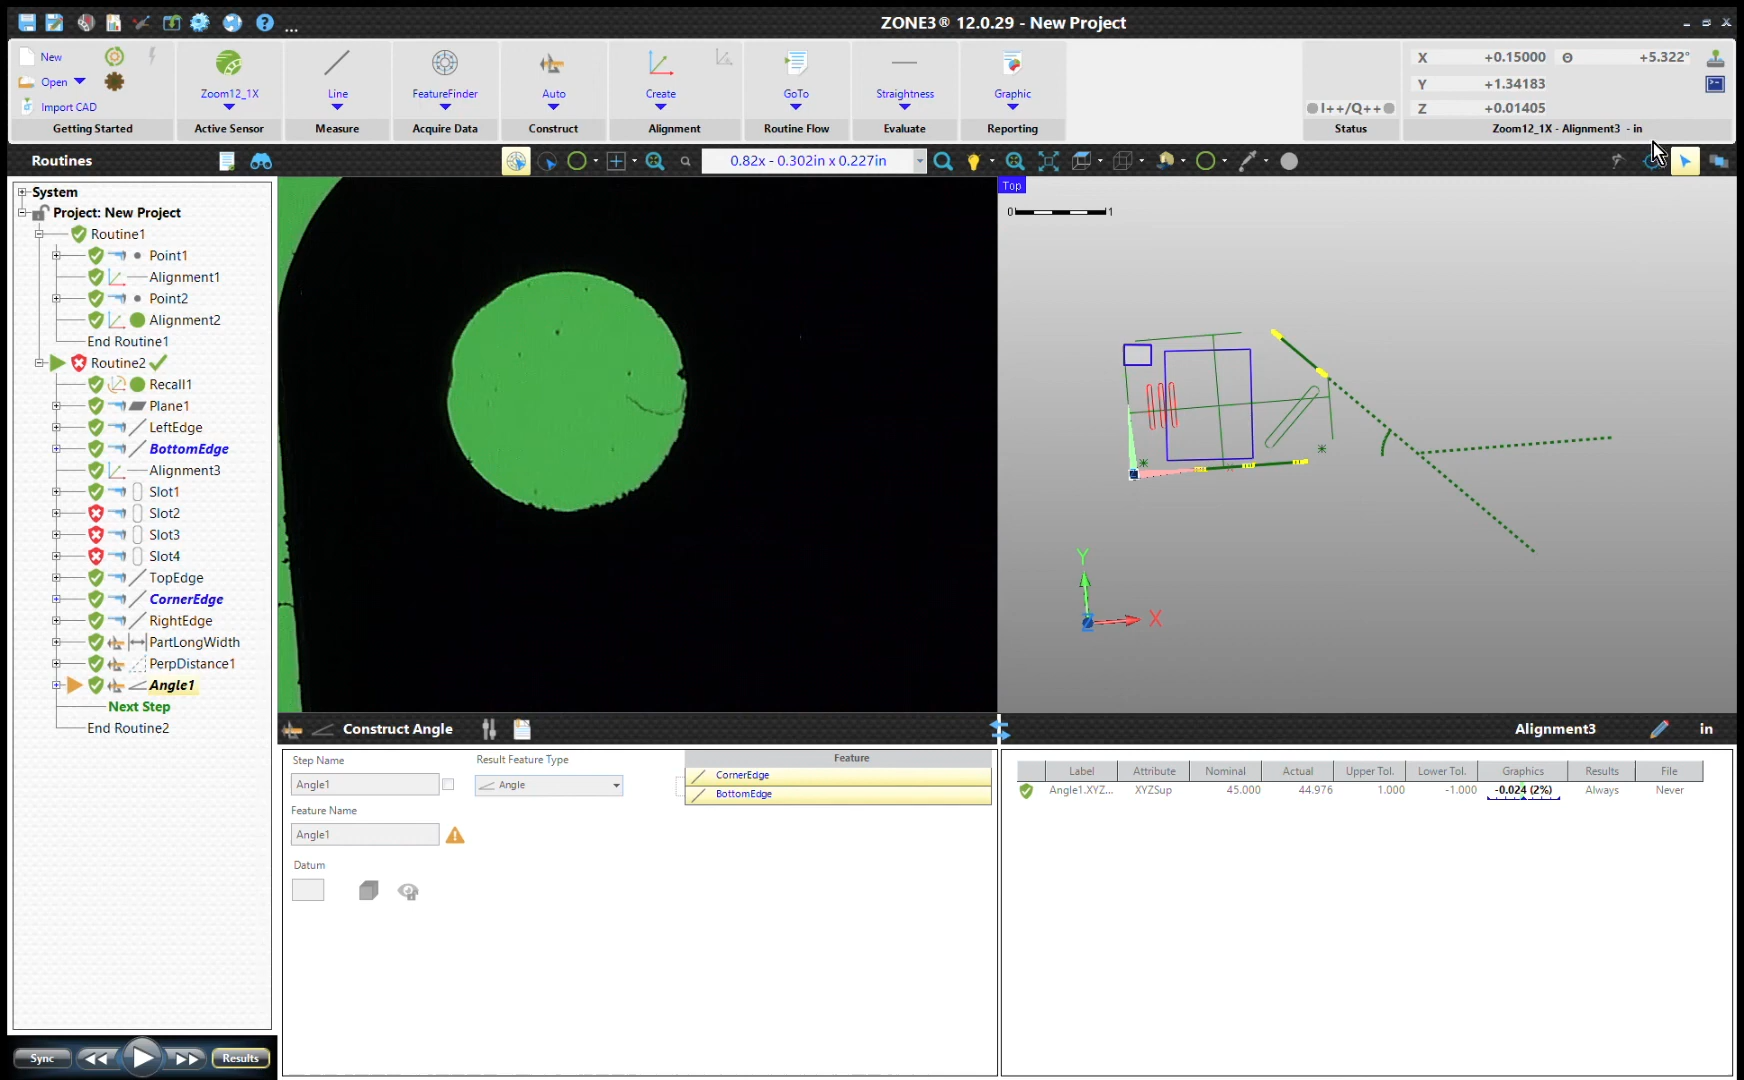 ZONE3® 12.0.29 - New Project
...
New
Open
Import CAD
Getting Started
Zoom12_1X
Active Sensor
Line
Measure
FeatureFinder
Acquire Data
Auto
Construct
Create
Alignment
GoTo
Routine Flow
Straightness
Evaluate
Graphic
Reporting
I++/Q++
Status
X +0.15000 Θ +5.322°
Y +1.34183
Z +0.01405
Zoom12_1X - Alignment3 - in
Routines
0.82x - 0.302in x 0.227in
System
Project: New Project
Routine1
Point1
Alignment1
Point2
Alignment2
End Routine1
Routine2
Recall1
Plane1
LeftEdge
BottomEdge
Alignment3
Slot1
Slot2
Slot3
Slot4
TopEdge
CornerEdge
RightEdge
PartLongWidth
PerpDistance1
Angle1
Next Step
End Routine2
Top
0 1
Y
X
Z
Construct Angle
Alignment3 in
Step Name
Angle1
Feature Name
Angle1
Datum
Result Feature Type
Angle
Feature
CornerEdge
BottomEdge
Label Attribute Nominal Actual Upper Tol. Lower Tol. Graphics Results File
Angle1.XYZ... XYZSup 45.000 44.976 1.000 -1.000 -0.024 (2%) Always Never
Sync
Results